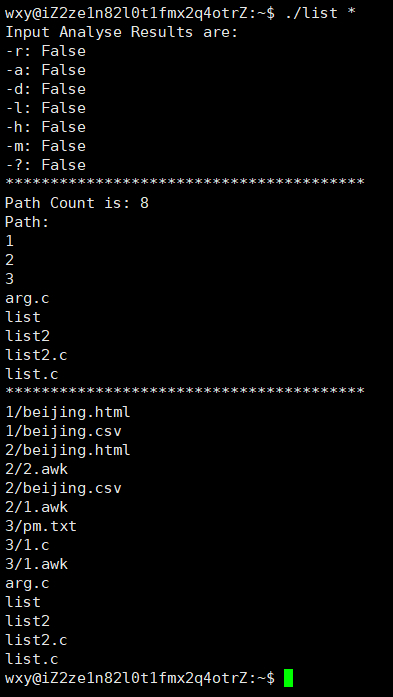 wxy@iZ2ze1n82l0t1fmx2q4otrZ:~$ ./list *
Input Analyse Results are:
-r: False
-a: False
-d: False
-l: False
-h: False
-m: False
-?: False
****************************************
Path Count is: 8
Path:
1
2
3
arg.c
list
list2
list2.c
list.c
****************************************
1/beijing.html
1/beijing.csv
2/beijing.html
2/2.awk
2/beijing.csv
2/1.awk
3/pm.txt
3/1.c
3/1.awk
arg.c
list
list2
list2.c
list.c
wxy@iZ2ze1n82l0t1fmx2q4otrZ:~$